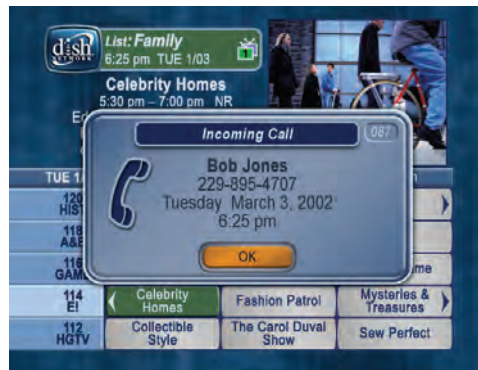 dish
NETWORK
List: Family
6:25 pm TUE 1/03
1
Celebrity Homes
5:30 pm – 7:00 pm NR
Incoming Call
087
Bob Jones
229-895-4707
Tuesday March 3, 2002
6:25 pm
OK
TUE 1/
120
HIST
118
A&E
116
GAM
114
E!
Celebrity
Homes
Fashion Patrol
Mysteries &
Treasures
112
HGTV
Collectible
Style
The Carol Duval
Show
Sew Perfect